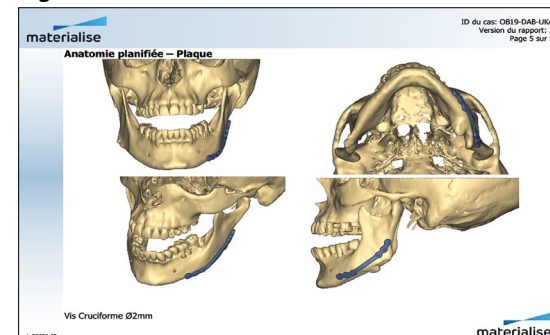 materialise
ID du cas: OB19-DAB-UK
Version du rapport:
Page 5 sur
Anatomie planifiée – Plaque
Vis Cruciforme Ø2mm
materialise